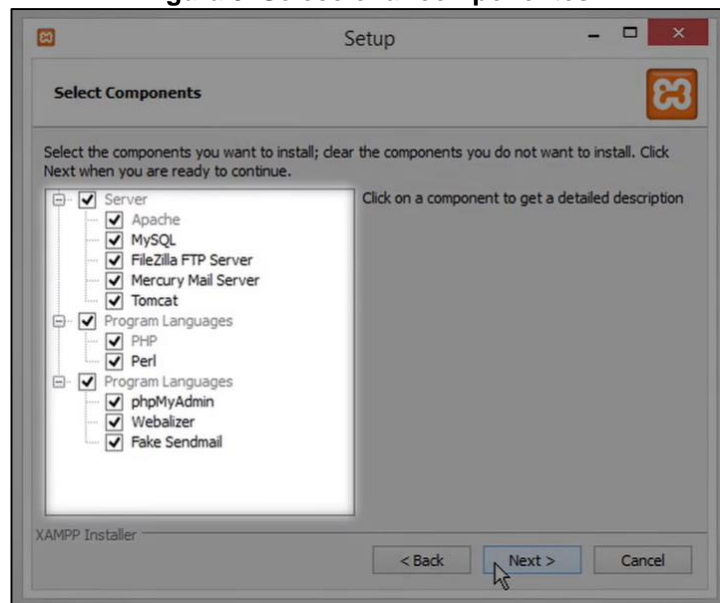 Setup
Select Components
Select the components you want to install; clear the components you do not want to install. Click
Next when you are ready to continue.
Server
Apache
MySQL
FileZilla FTP Server
Mercury Mail Server
Tomcat
Program Languages
PHP
Perl
Program Languages
phpMyAdmin
Webalizer
Fake Sendmail
Click on a component to get a detailed description
XAMPP Installer
< Back
Next >
Cancel